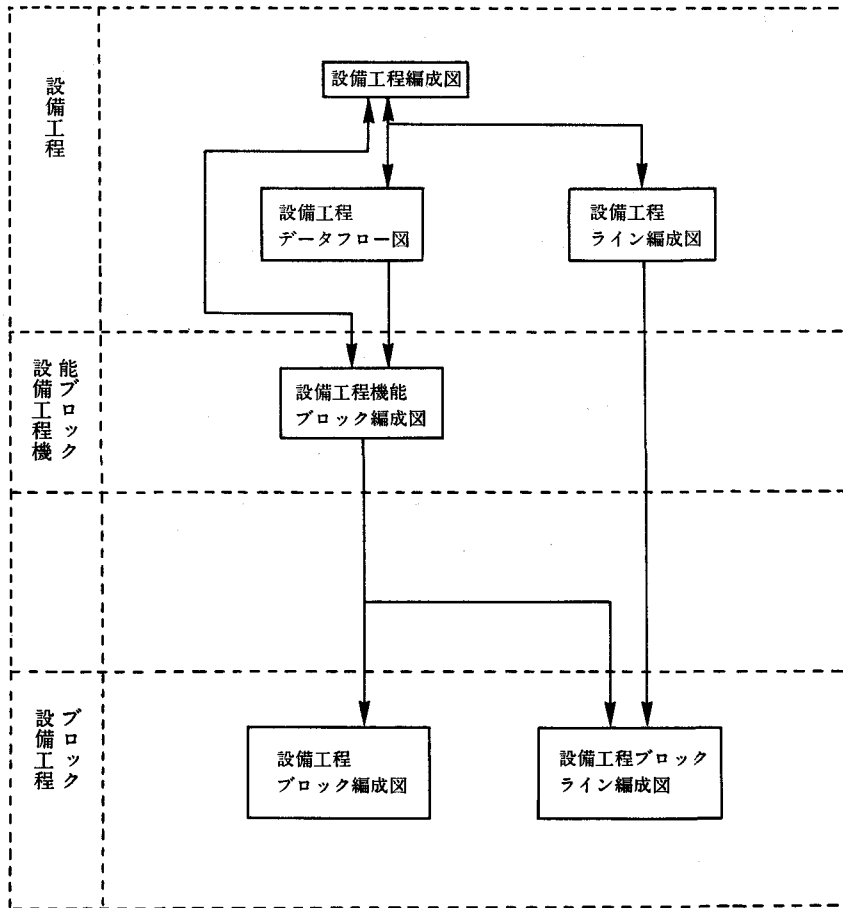 設備工程
設備工程編成図
設備工程
データフロー図
設備工程
ライン編成図
設備工程機
能ブロック
設備工程機能
ブロック編成図
設備工程
ブロック
設備工程
ブロック編成図
設備工程ブロック
ライン編成図